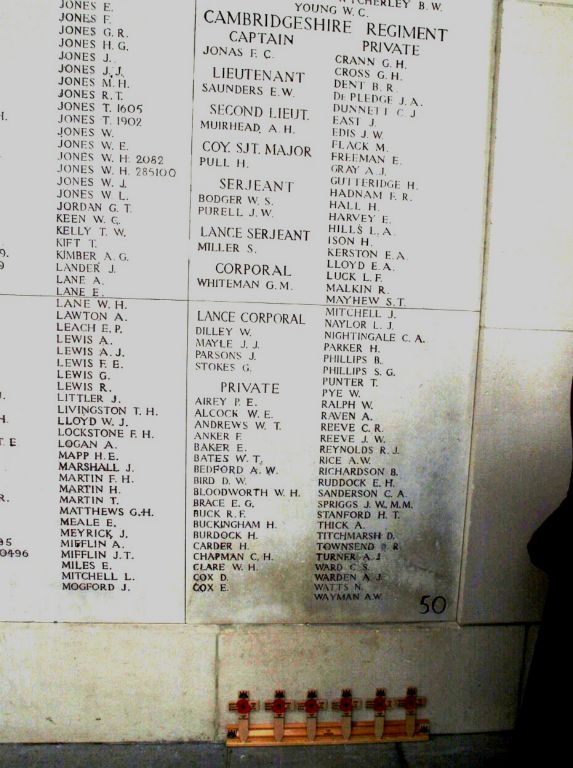 JONES E.
JONES F.
JONES G. R.
JONES H. G.
JONES J.
JONES J. J.
JONES M. H.
JONES R. T.
JONES T. 1605
JONES T. 1902
JONES W.
JONES W. E.
JONES W. H. 2082
JONES W. H. 285100
JONES W. J.
JONES W. L.
JORDAN G. T.
KEEN W. C.
KELLY T. W.
KIFT T.
KIMBER A. G.
LANDER J.
LANE A.
LANE E.
LANE W. H.
LAWTON A.
LEACH E. P.
LEWIS A.
LEWIS A. J.
LEWIS F. E.
LEWIS G.
LEWIS R.
LITTLER J.
LIVINGSTON T. H.
LLOYD W. J.
LOCKSTONE F. H.
LOGAN A.
MAPP H. E.
MARSHALL J.
MARTIN F. H.
MARTIN H.
MARTIN T.
MATTHEWS G. H.
MEALE E.
MEYRICK J.
MIFLIN A.
MIFFLIN J. T.
MILES E.
MITCHELL L.
MOGFORD J.
YOUNG W. C.
CAMBRIDGESHIRE REGIMENT
CAPTAIN
JONAS F. C.
LIEUTENANT
SAUNDERS E. W.
SECOND LIEUT.
MUIRHEAD, A. H.
COY. SJT. MAJOR
PULL H.
SERJEANT
BODGER W. S.
PURELL J. W.
LANCE SERJEANT
MILLER S.
CORPORAL
WHITEMAN G. M.
LANCE CORPORAL
DILLEY W.
MAYLE J. J.
PARSONS J.
STOKES G.
PRIVATE
AIREY P. E.
ALCOCK W. E.
ANDREWS W. T.
ANKER F.
BAKER E.
BATES W. T.
BEDFORD A. W.
BIRD D. W.
BLOODWORTH W. H.
BRACE E. G.
BUCK R. F.
BUCKINGHAM H.
BURDOCK H.
CARDER H.
CHAPMAN C. H.
CLARE W. H.
COX D.
COX E.
PRIVATE
CRANN G. H.
CROSS G. H.
DENT B. R.
DE PLEDGE J. A.
DUNNETT C. J.
EAST J.
EDIS J. W.
FLACK M.
FREEMAN E.
GRAY A. J.
GUTTERIDGE H.
HADNAM F. R.
HALL H.
HARVEY E.
HILLS L. A.
ISON H.
KERSTON E. A.
LLOYD E. A.
LUCK L. F.
MALKIN R.
MAYHEW S. T.
MITCHELL J.
NAYLOR L. J.
NIGHTINGALE C. A.
PARKER H.
PHILLIPS B.
PHILLIPS S. G.
PUNTER T.
PYE W.
RALPH W.
RAVEN A.
REEVE C. R.
REEVE J. W.
REYNOLDS R. J.
RICE A. W.
RICHARDSON B.
RUDDOCK E. H.
SANDERSON C. A.
SPRIGGS J. W. M. M.
STANFORD H. T.
THICK A.
TITCHMARSH D.
TOWNSEND R.
TURNER A. J.
WARD C. S.
WARDEN A. J.
WATTS N.
WAYMAN A. W.
50